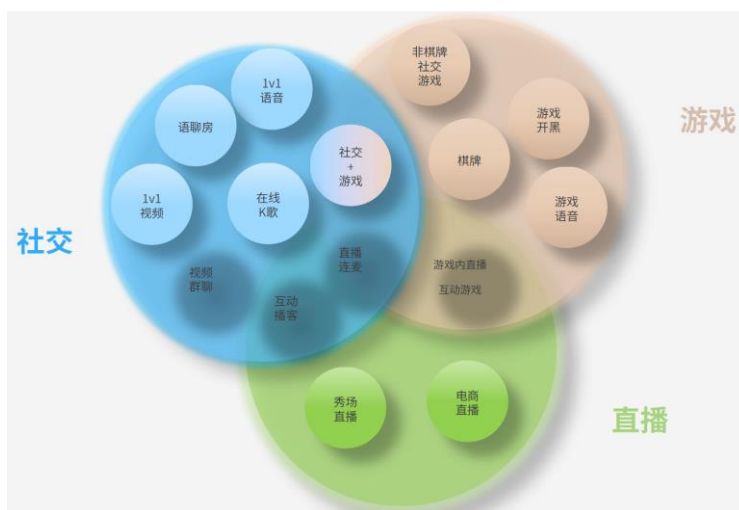 非棋牌
社交
游戏
1v1
语音
游戏
开黑
游戏
语聊房
社交
+
游戏
棋牌
1v1
视频
在线
K歌
游戏
语音
社交
直播
连麦
游戏内直播
视频
群聊
互动游戏
互动
播客
秀场
直播
电商
直播
直播